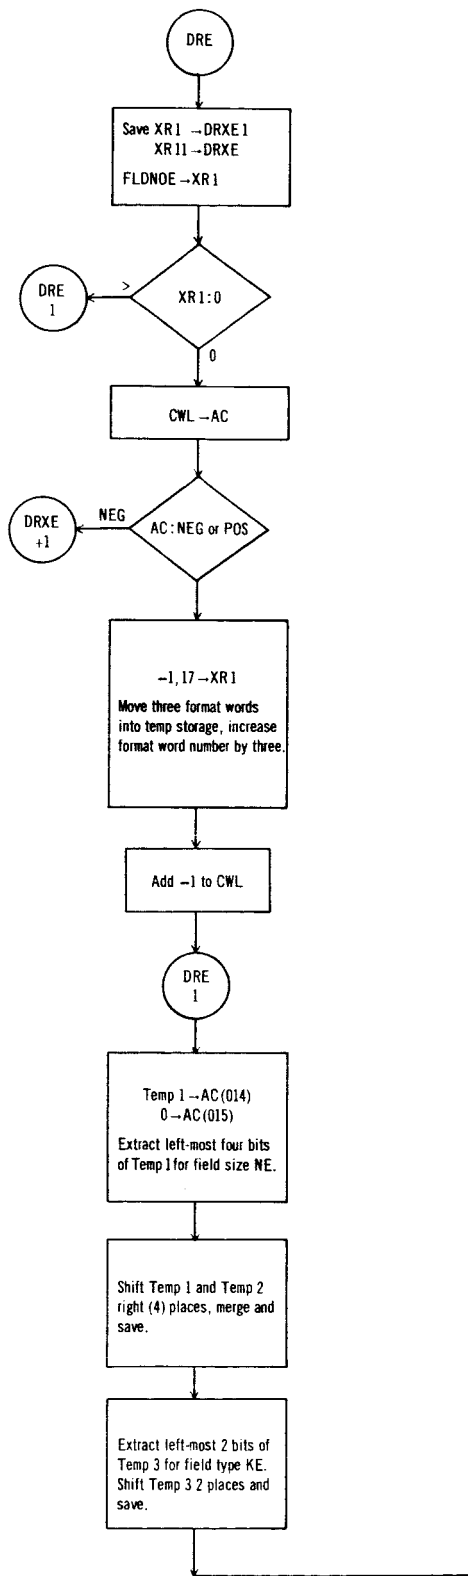 DRE
Save XR1 →DRXE1
XR11→DRXE
FLDNOE→XR1
XR1:0
>
DRE
1
0
CWL→AC
AC:NEG or POS
NEG
DRXE
+1
-1,17→XR1
Move three format words
into temp storage, increase
format word number by three.
Add -1 to CWL
DRE
1
Temp 1→AC(014)
0→AC(015)
Extract left-most four bits
of Temp 1 for field size NE.
Shift Temp 1 and Temp 2
right (4) places, merge and
save.
Extract left-most 2 bits of
Temp 3 for field type KE.
Shift Temp 3 2 places and
save.